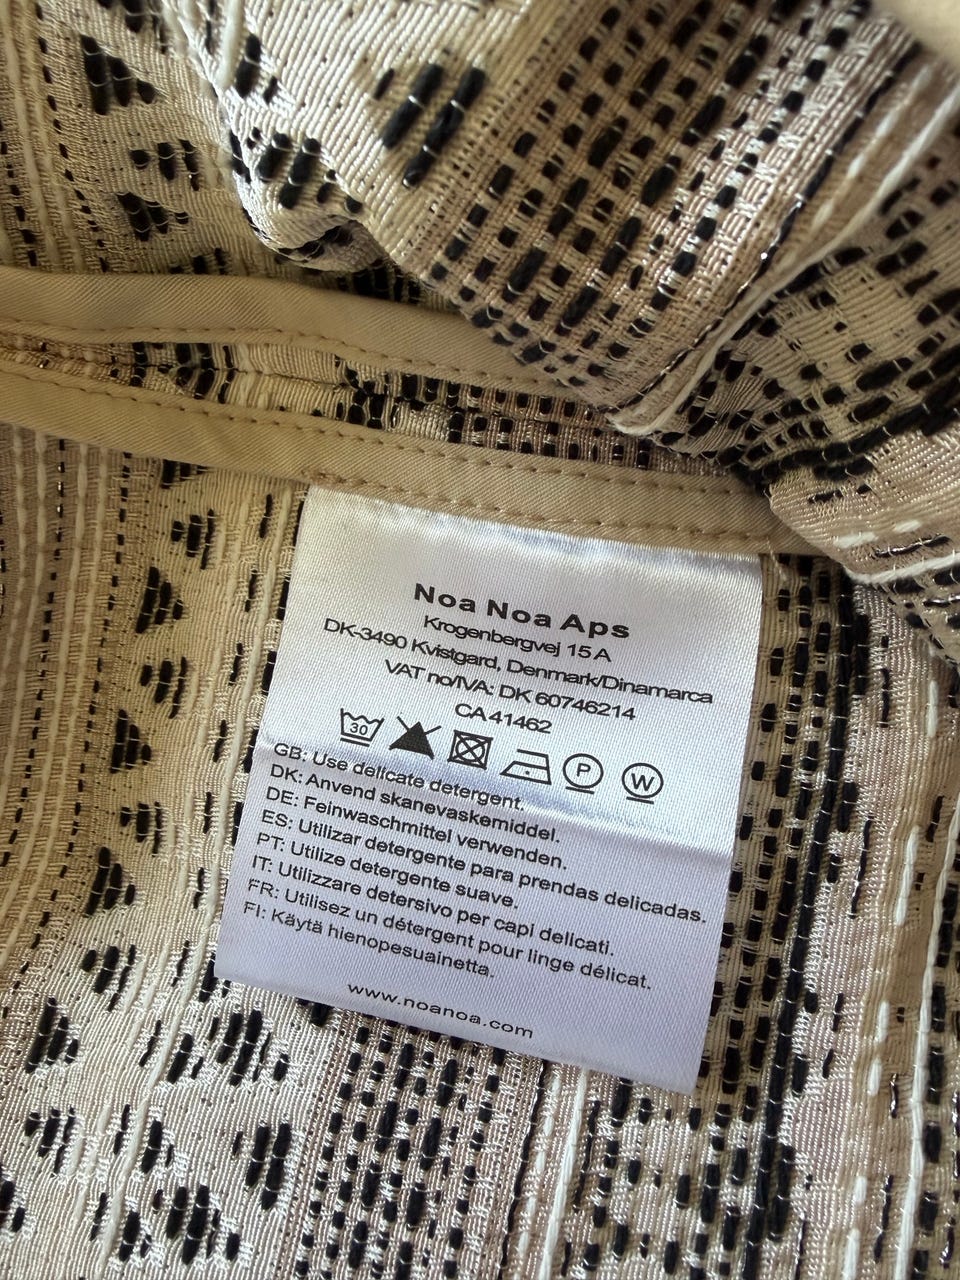 Noa Noa Aps
Krogenbergvej 15 A
DK-3490 Kvistgard, Denmark/Dinamarca
VAT no/IVA: DK 60746214
CA 41462
30 P W
GB: Use delicate detergent.
DK: Anvend skanevaskemiddel.
DE: Feinwaschmittel verwenden.
ES: Utilizar detergente para prendas delicadas.
PT: Utilize detergente suave.
IT: Utilizzare detersivo per capi delicati.
FR: Utilisez un détergent pour linge délicat.
FI: Käytä hienopesuainetta.
www.noanoa.com